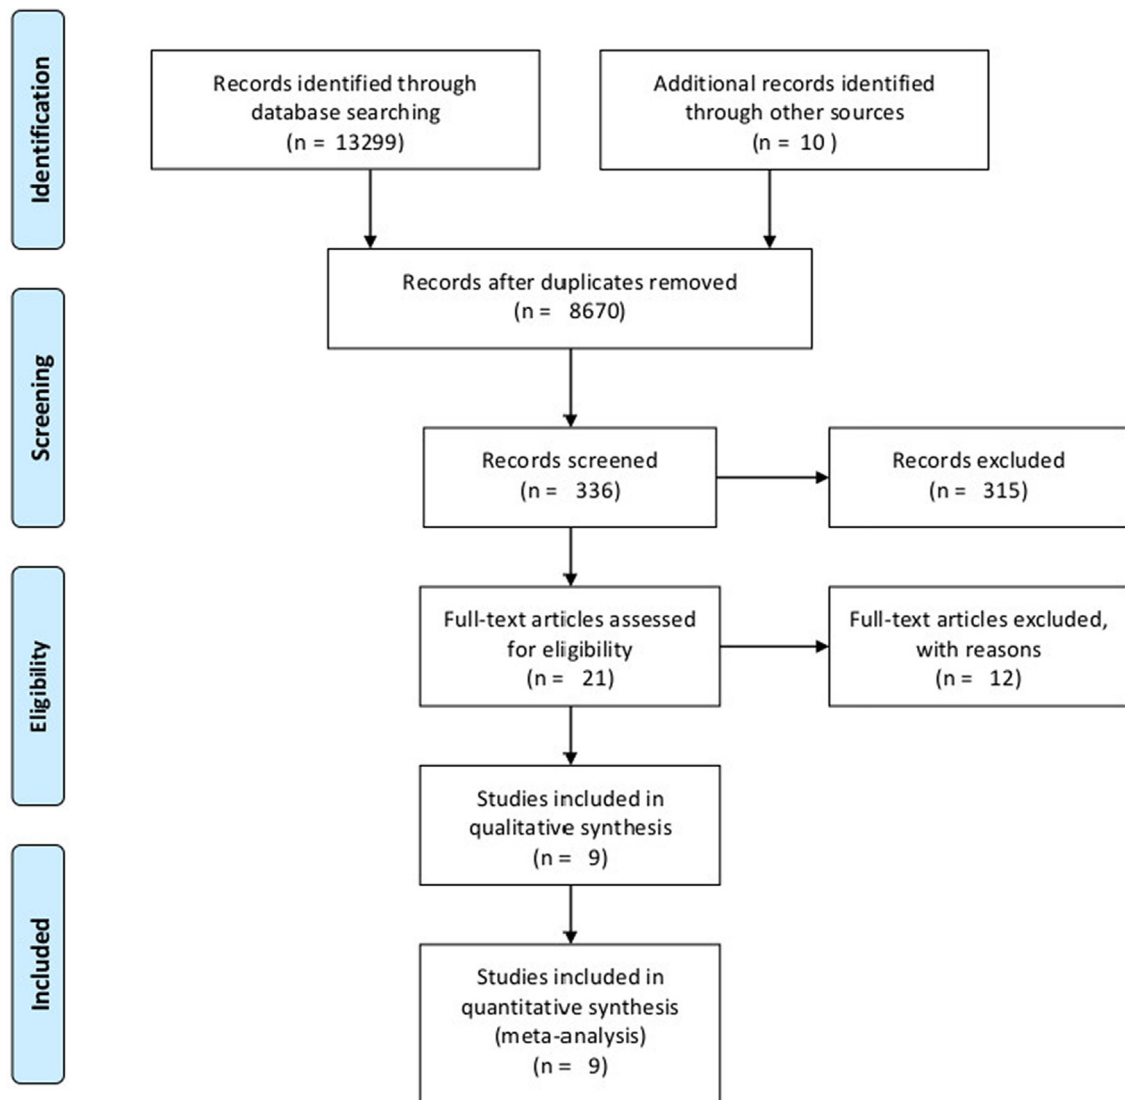 Identification
Records identified through
database searching
(n = 13299)
Additional records identified
through other sources
(n = 10 )
Records after duplicates removed
(n = 8670)
Screening
Records screened
(n = 336)
Records excluded
(n = 315)
Eligibility
Full-text articles assessed
for eligibility
(n = 21)
Full-text articles excluded,
with reasons
(n = 12)
Studies included in
qualitative synthesis
(n = 9)
Included
Studies included in
quantitative synthesis
(meta-analysis)
(n = 9)